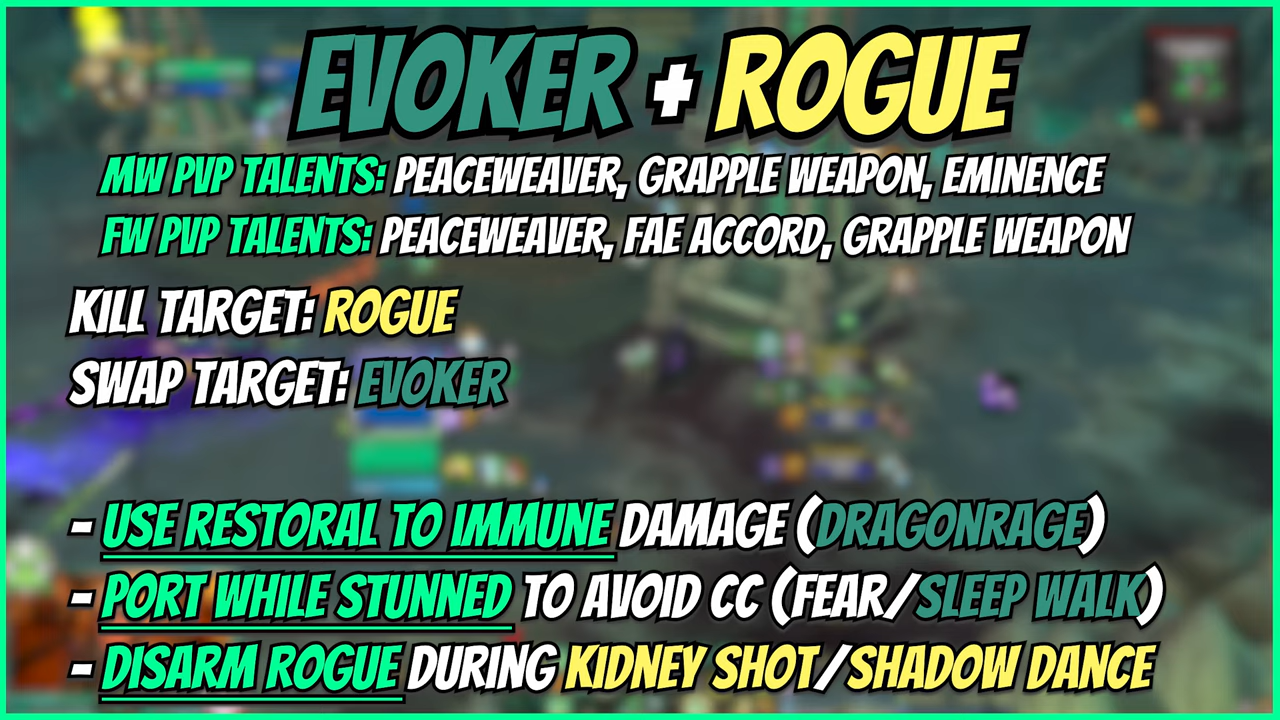 EVOKER + ROGUE
MW PVP TALENTS: PEACEWEAVER, GRAPPLE WEAPON, EMINENCE
FW PVP TALENTS: PEACEWEAVER, FAE ACCORD, GRAPPLE WEAPON
KILL TARGET: ROGUE
SWAP TARGET: EVOKER
- USE RESTORAL TO IMMUNE DAMAGE (DRAGONRAGE)
- PORT WHILE STUNNED TO AVOID CC (FEAR/SLEEP WALK)
- DISARM ROGUE DURING KIDNEY SHOT/SHADOW DANCE